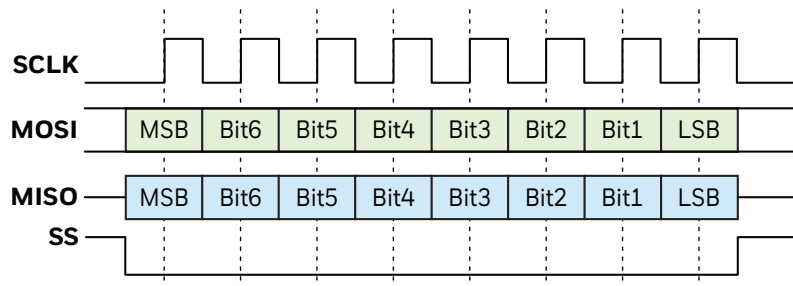 SCLK
MOSI MSB Bit6 Bit5 Bit4 Bit3 Bit2 Bit1 LSB
MISO MSB Bit6 Bit5 Bit4 Bit3 Bit2 Bit1 LSB
SS